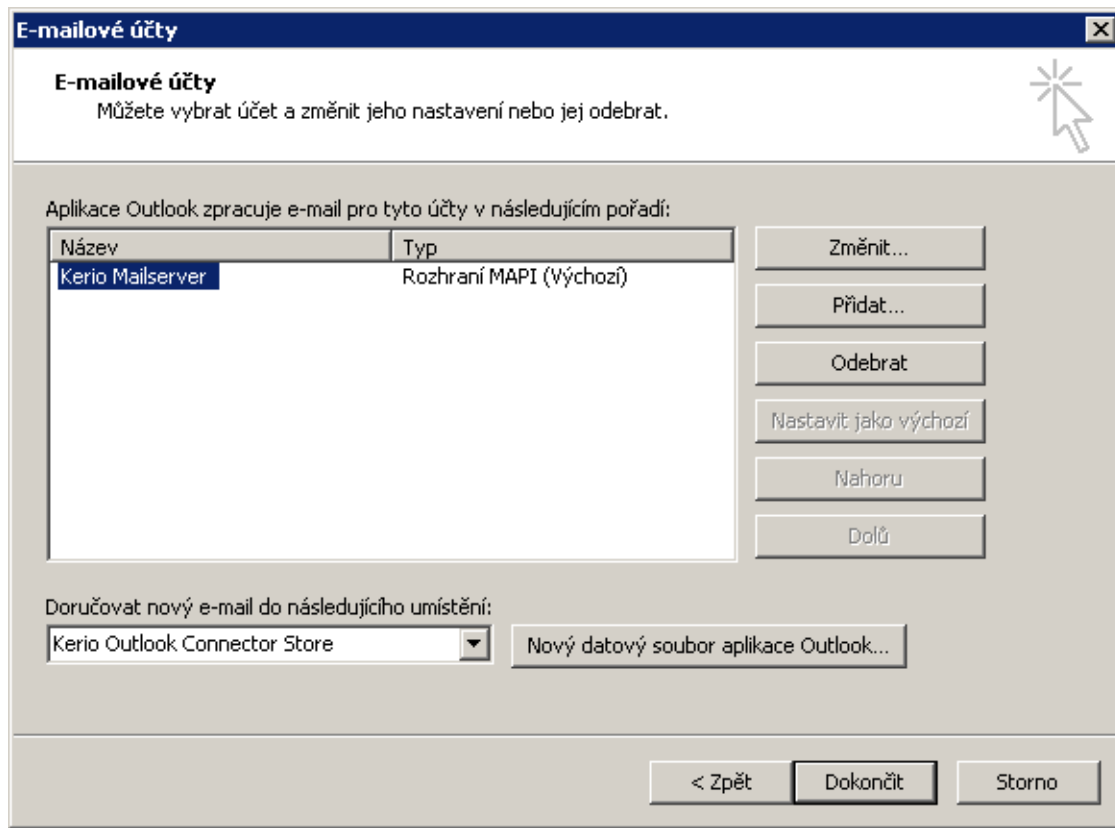 E-mailové účty
E-mailové účty
Můžete vybrat účet a změnit jeho nastavení nebo jej odebrat.
Aplikace Outlook zpracuje e-mail pro tyto účty v následujícím pořadí:
Název Typ
Kerio Mailserver Rozhraní MAPI (Výchozí)
Změnit...
Přidat...
Odebrat
Nastavit jako výchozí
Nahoru
Dolů
Doručovat nový e-mail do následujícího umístění:
Kerio Outlook Connector Store
Nový datový soubor aplikace Outlook...
< Zpět Dokončit Storno